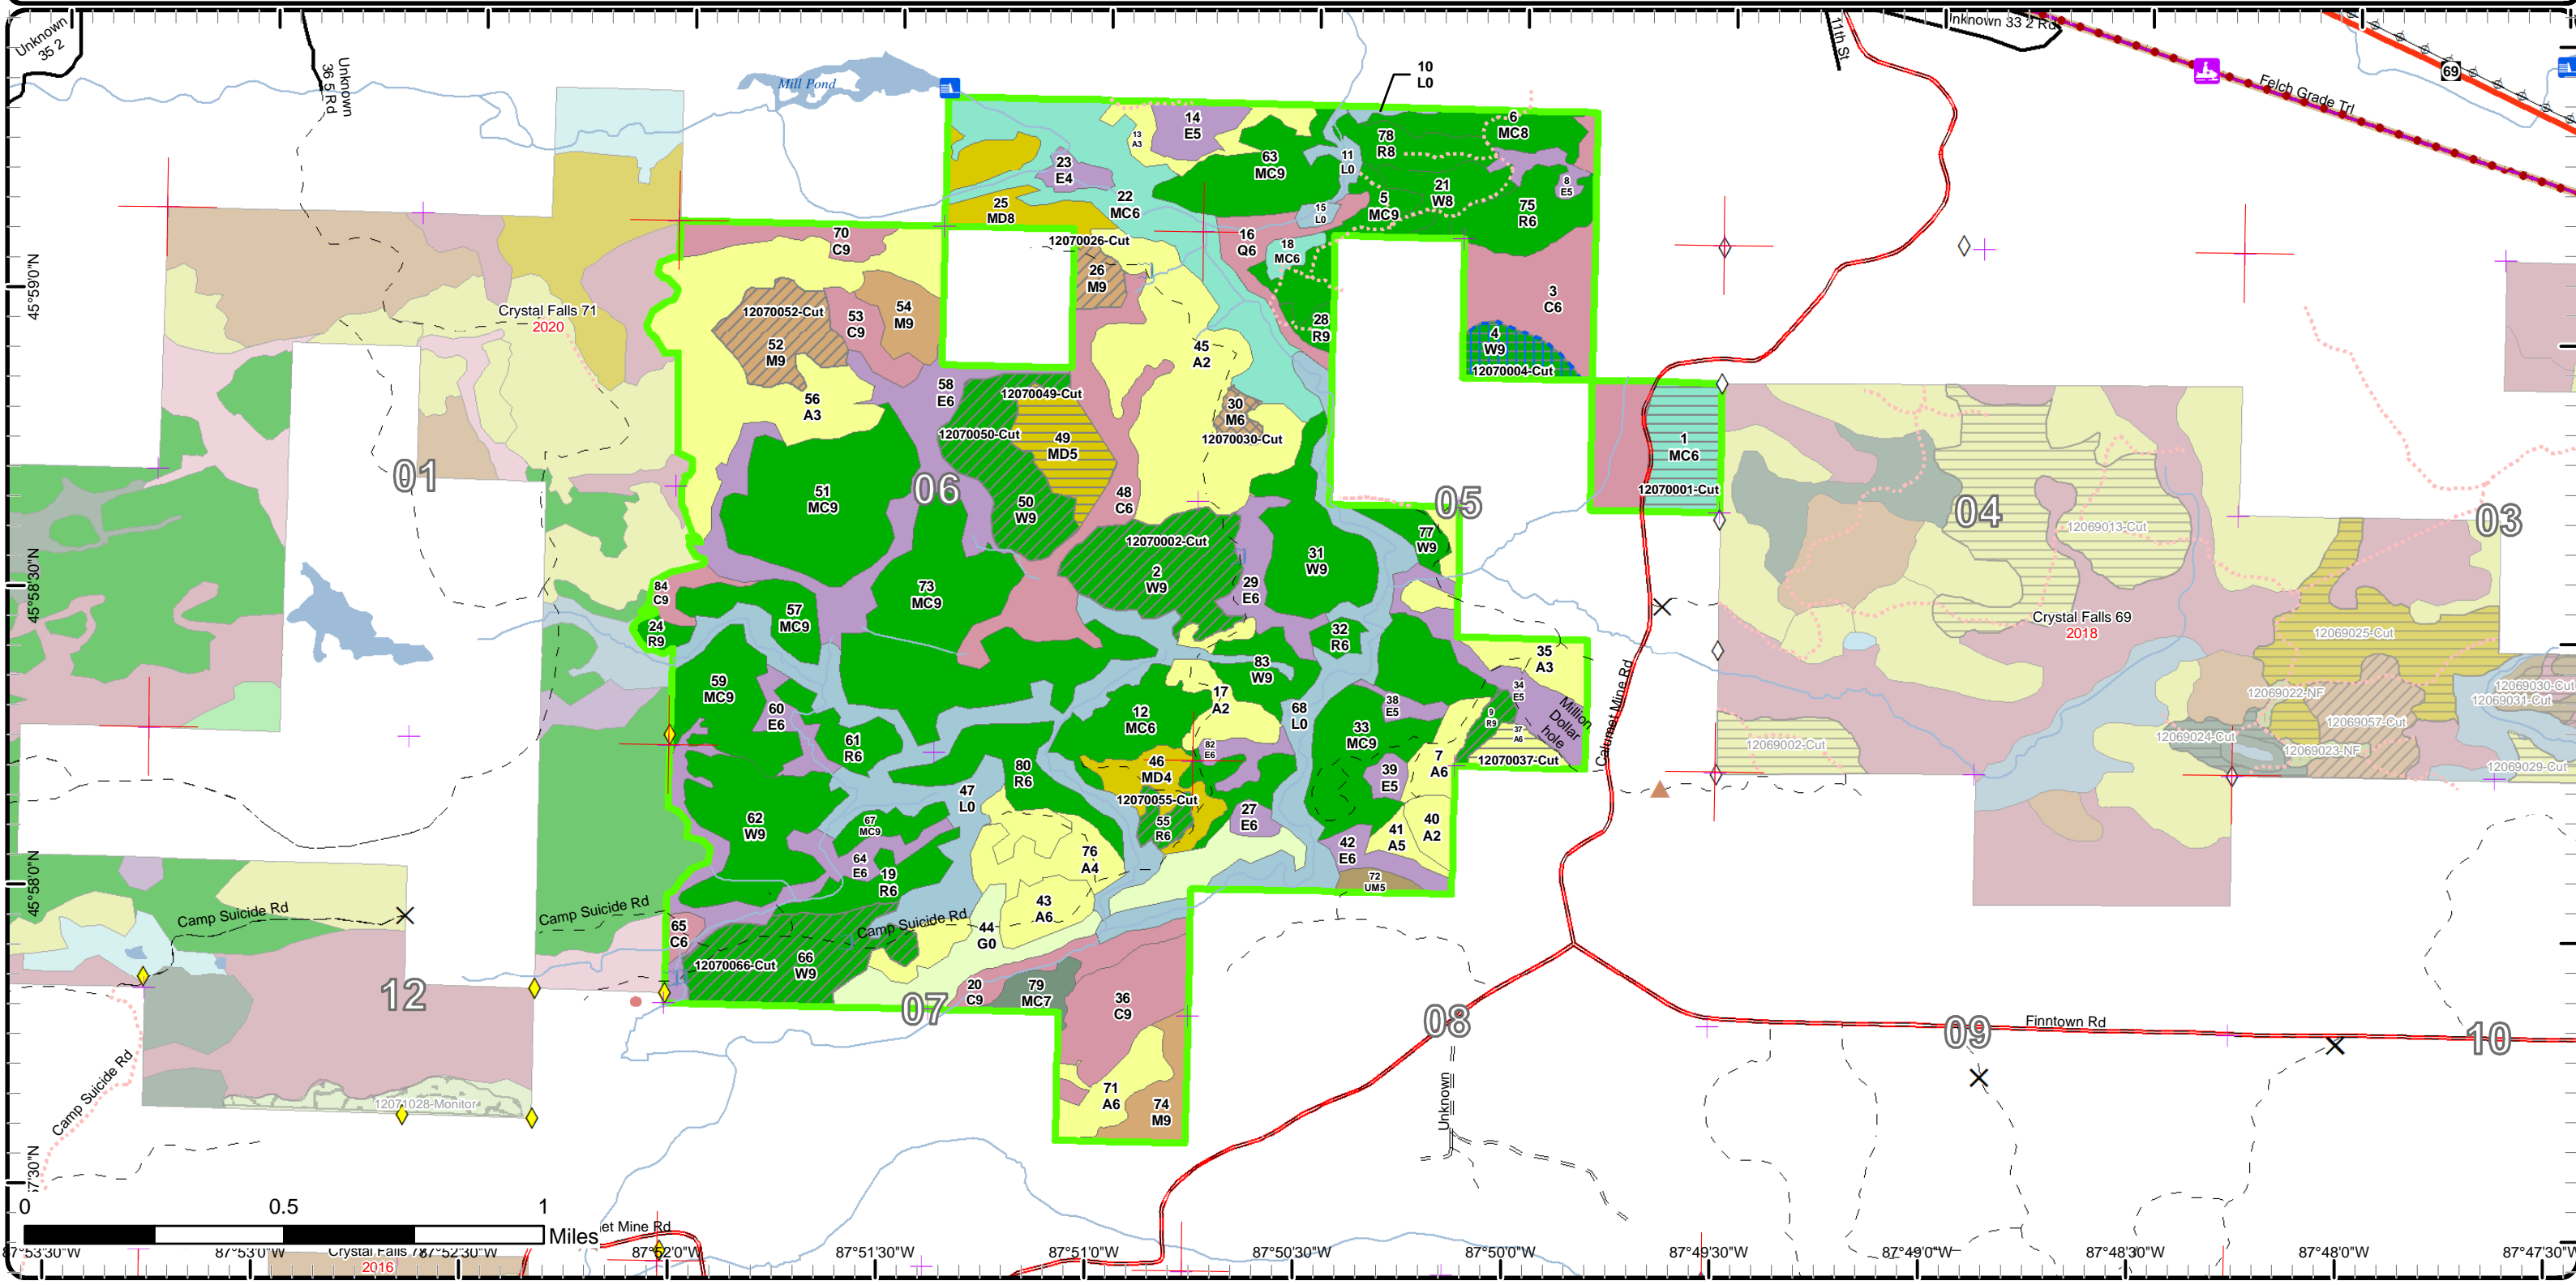 Unknown
35 2
Unknown
36 5 Rd
Mill Pond
10
L0
11th St
Unknown 33 2 Rd
Felch Grade Trl
69
45°59'0"N
45°58'30"N
45°58'0"N
Crystal Falls 71
2020
01
13
A3
14
E5
23
E4
63
MC9
11
L0
78
R8
6
MC8
8
E5
22
MC6
25
MD8
15
L0
5
MC9
21
W8
75
R6
70
C9
12070026-Cut
26
M9
16
Q6
18
MC6
28
R9
3
C6
4
W9
12070004-Cut
12070052-Cut
52
M9
53
C9
54
M9
45
A2
56
A3
58
E6
12070049-Cut
12070050-Cut
49
MD5
30
M6
12070030-Cut
1
MC6
12070001-Cut
51
MC9
06
50
W9
48
C6
05
04
03
12069013-Cut
12070002-Cut
2
W9
77
W9
31
W9
29
E6
84
C9
24
R9
57
MC9
73
MC9
32
R6
83
W9
35
A3
34
E5
Million
Dollar
hole
Calumet Mine Rd
Crystal Falls 69
2018
12069025-Cut
12069022-NF
12069030-Cut
12069031-Cut
12069057-Cut
12069024-Cut
12069023-NF
12069029-Cut
12069002-Cut
59
MC9
60
E6
61
R6
12
MC6
17
A2
68
L0
38
E5
33
MC9
9
R9
37
A6
12070037-Cut
82
E6
7
A6
39
E5
46
MD4
80
R6
12070055-Cut
55
R6
27
E6
47
L0
62
W9
67
MC9
64
E6
19
R6
76
A4
40
A2
41
A5
42
E6
72
UM5
43
A6
44
G0
Camp Suicide Rd
Camp Suicide Rd
Camp Suicide Rd
65
C6
12070066-Cut
66
W9
12
07
20
C9
79
MC7
36
C9
08
09
10
Finntown Rd
71
A6
74
M9
12071028-Monitor
Camp Suicide Rd
Unknown
0
0.5
1
Miles
87°53'30"W
87°53'0"W
87°52'30"W
87°52'0"W
87°51'30"W
87°51'0"W
87°50'30"W
87°50'0"W
87°49'30"W
87°49'0"W
87°48'30"W
87°48'0"W
87°47'30"W
2016